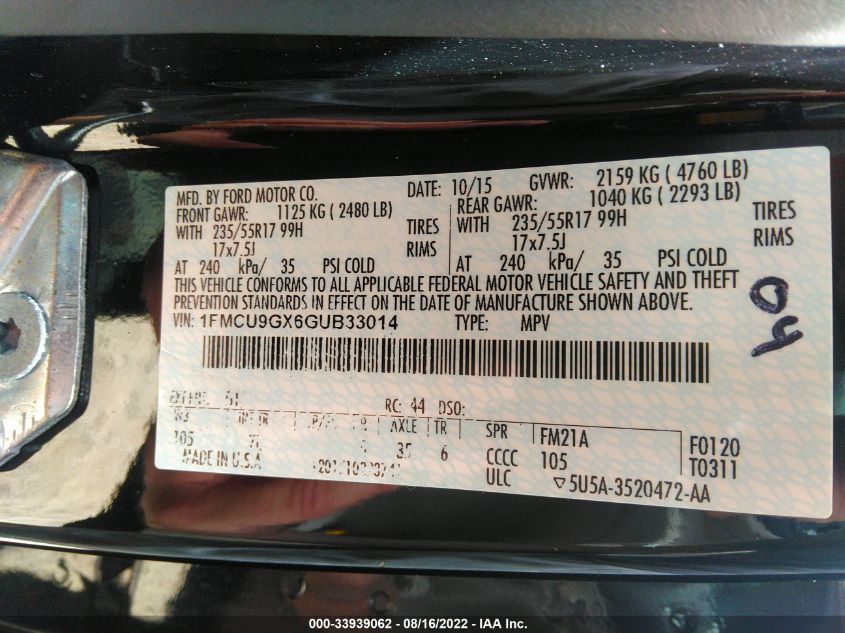 MFD. BY FORD MOTOR CO. DATE: 10/15 GVWR: 2159 KG ( 4760 LB)
FRONT GAWR: 1125 KG ( 2480 LB) REAR GAWR: 1040 KG ( 2293 LB)
WITH 235/55R17 99H TIRES WITH 235/55R17 99H TIRES
17x7.5J RIMS 17x7.5J RIMS
AT 240 kPa/ 35 PSI COLD AT 240 kPa/ 35 PSI COLD
THIS VEHICLE CONFORMS TO ALL APPLICABLE FEDERAL MOTOR VEHICLE SAFETY AND THEFT
PREVENTION STANDARDS IN EFFECT ON THE DATE OF MANUFACTURE SHOWN ABOVE.
VIN: 1FMCU9GX6GUB33014 TYPE: MPV
04
RC: 44 DSO:
WB AXLE TR SPR FM21A F0120
105 35 6 CCCC 105 T0311
MADE IN U.S.A ULC 5U5A-3520472-AA
000-33939062 - 08/16/2022 - IAA Inc.